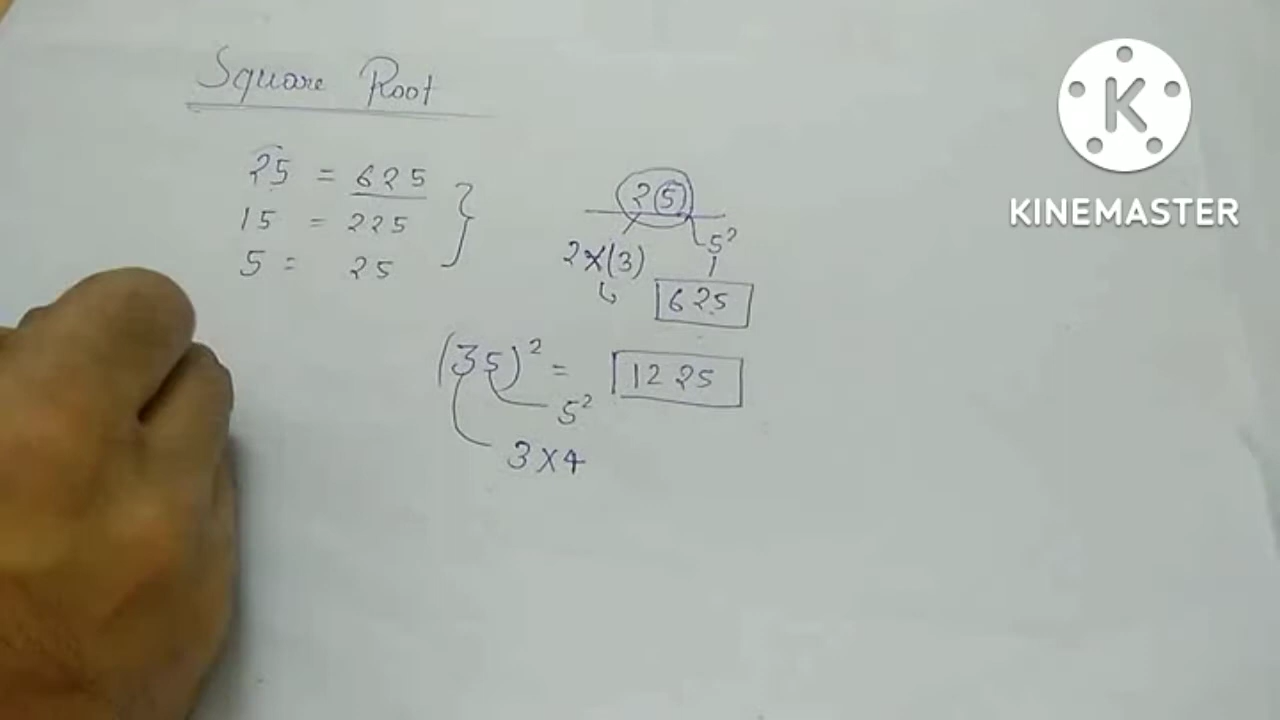 Square Root
25 = 625
15 = 225
5 = 25
25
2×(3)
5²
6
625
(35)² = 1225
5²
3×4
K
KINEMASTER